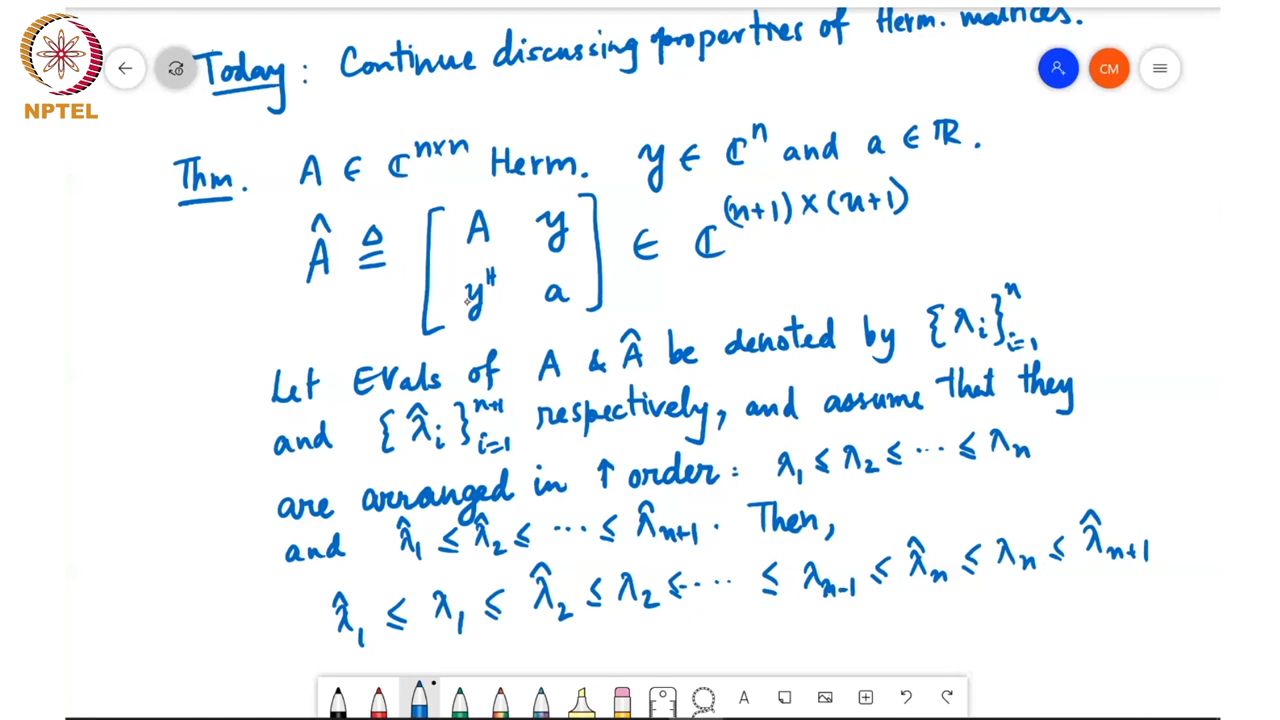 Today : Continue discussing properties of Herm. matrices.
NPTEL
CM
Thm. A ∈ ℂ^{n×n} Herm. y ∈ ℂ^n and a ∈ ℝ.
Â ≜ [ A y ; y^H a ] ∈ ℂ^{(n+1)×(n+1)}
Let Evals of A & Â be denoted by {λ_i}_{i=1}^n
and {λ̂_i}_{i=1}^{n+1} respectively, and assume that they
are arranged in ↑ order : λ_1 ≤ λ_2 ≤ ... ≤ λ_n
and λ̂_1 ≤ λ̂_2 ≤ ... ≤ λ̂_{n+1} . Then,
λ̂_1 ≤ λ_1 ≤ λ̂_2 ≤ λ_2 ≤ ... ≤ λ_{n-1} ≤ λ̂_n ≤ λ_n ≤ λ̂_{n+1}
A